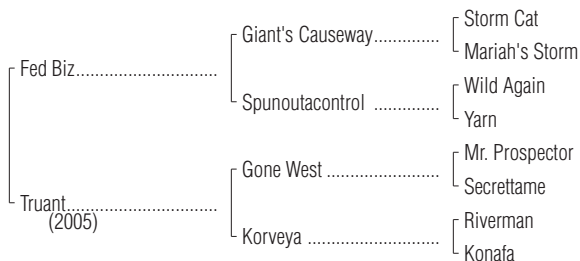 Storm Cat
Giant's Causeway..............
Mariah's Storm
Fed Biz..............................
Wild Again
Spunoutacontrol ..............
Yarn
Mr. Prospector
Gone West ........................
Secrettame
Truant................................
(2005)
Riverman
Korveya ............................
Konafa